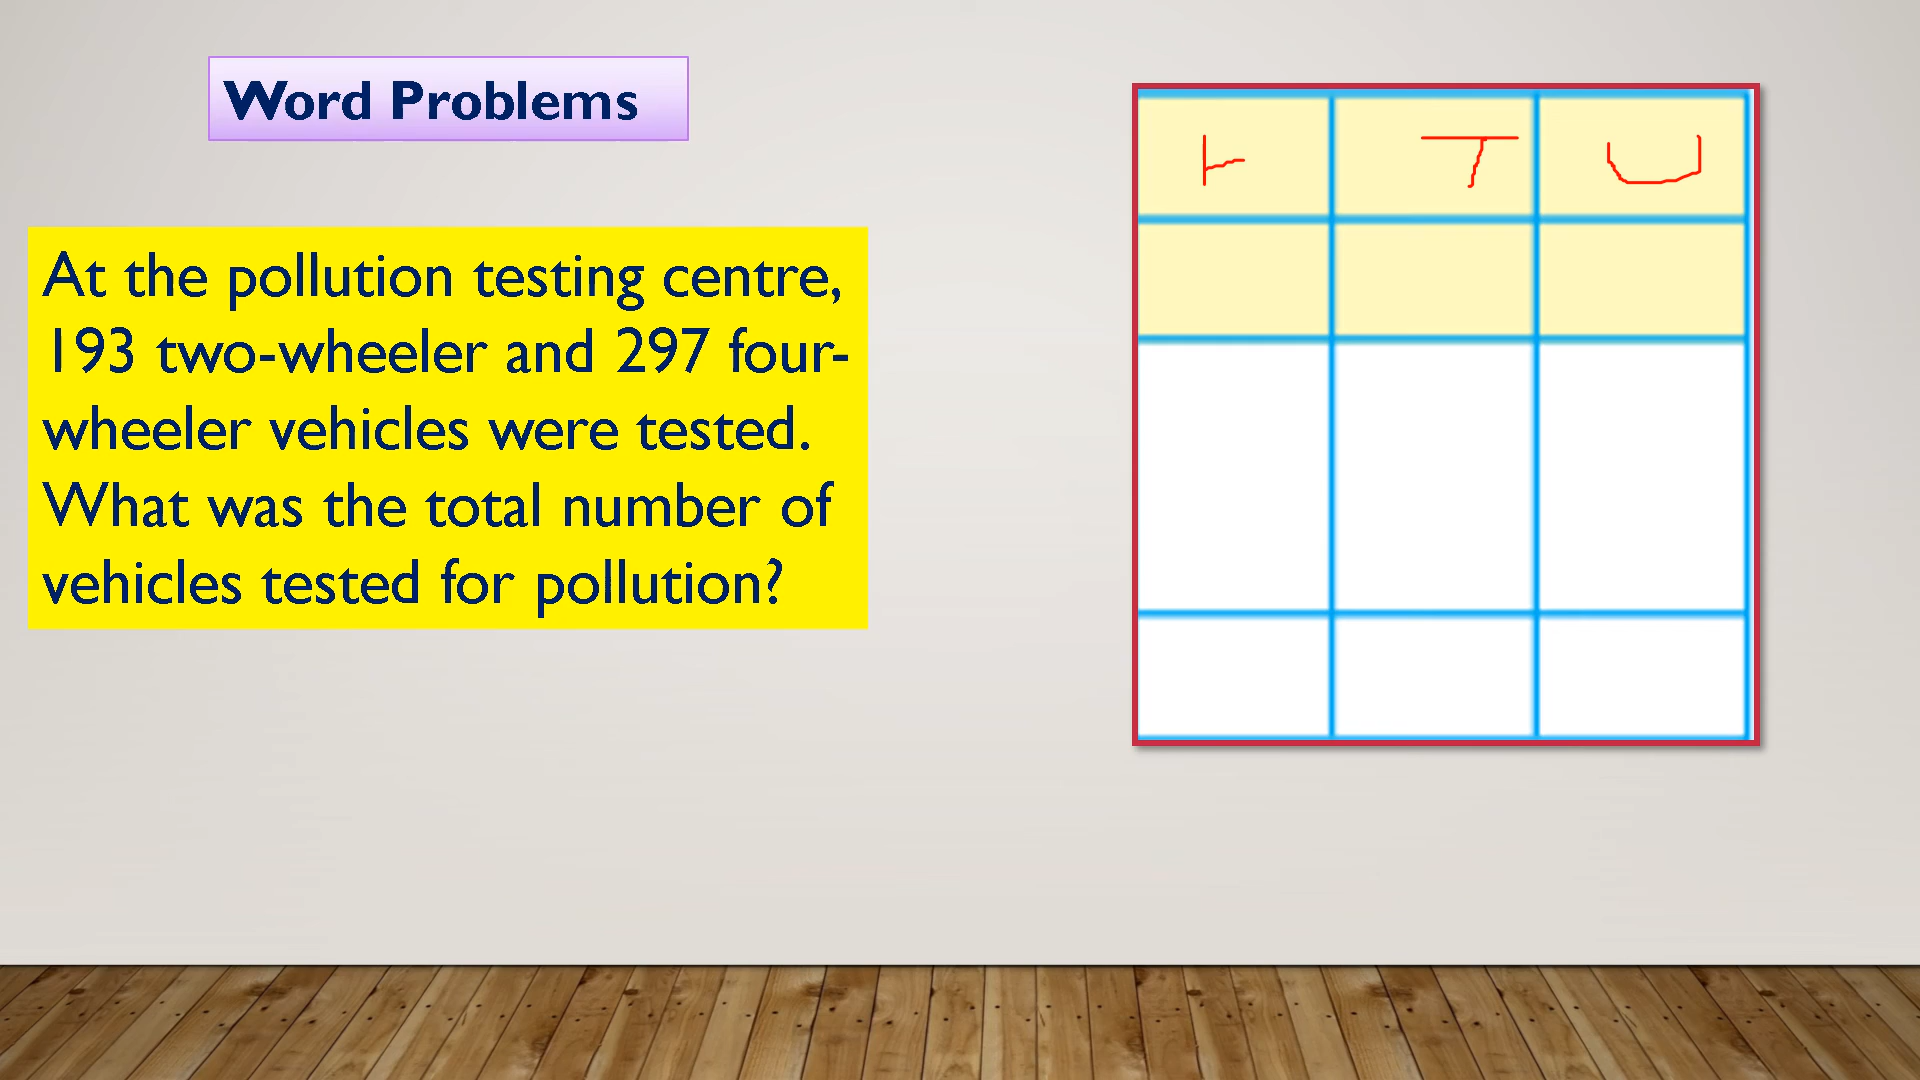 Word Problems
At the pollution testing centre,
193 two-wheeler and 297 four-
wheeler vehicles were tested.
What was the total number of
vehicles tested for pollution?
T U